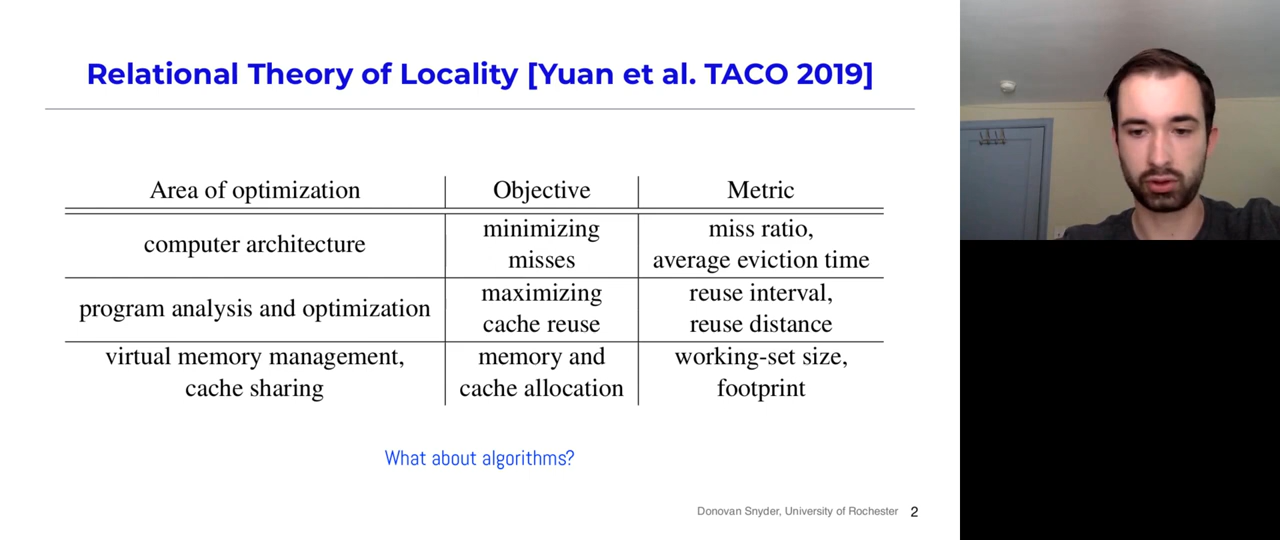 Relational Theory of Locality [Yuan et al. TACO 2019]
Area of optimization Objective Metric
computer architecture
minimizing
misses
miss ratio,
average eviction time
program analysis and optimization
maximizing
cache reuse
reuse interval,
reuse distance
virtual memory management,
cache sharing
memory and
cache allocation
working-set size,
footprint
What about algorithms?
Donovan Snyder, University of Rochester 2